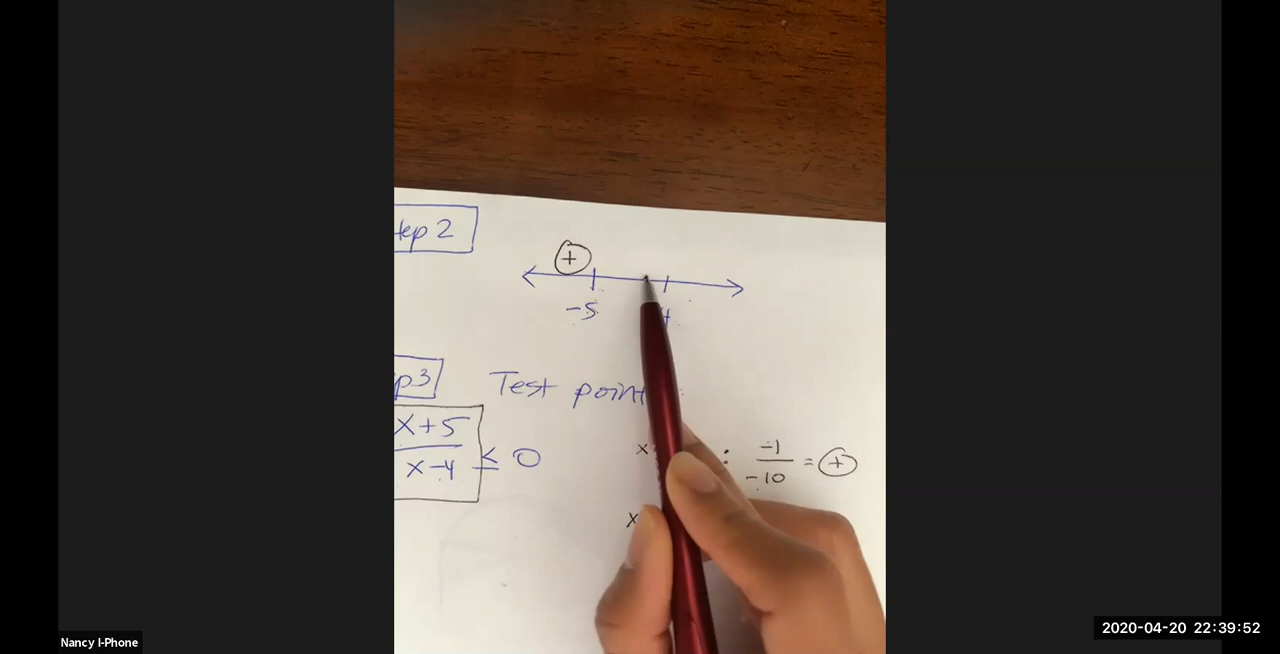 tep 2
+
-5 4
p3 Test point
x+5
x-4 ≤ 0
x : -1/-10 = +
x
Nancy I-Phone
2020-04-20 22:39:52